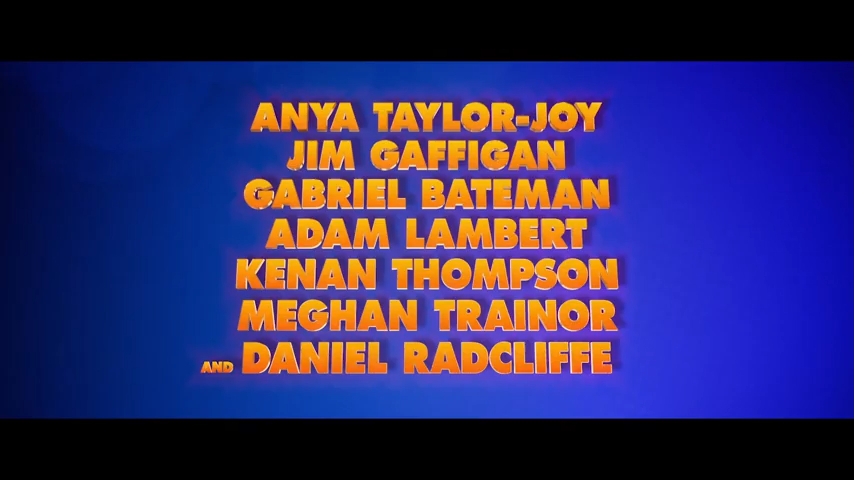 ANYA TAYLOR-JOY
JIM GAFFIGAN
GABRIEL BATEMAN
ADAM LAMBERT
KENAN THOMPSON
MEGHAN TRAINOR
AND DANIEL RADCLIFFE